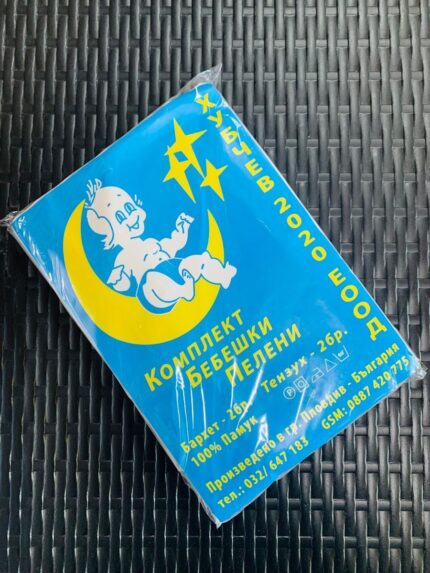 ХУБЧЕВ 2020 ЕООД
КОМПЛЕКТ
БЕБЕШКИ
ПЕЛЕНИ
Бархет - 2бр. Тензух - 2бр.
100% Памук
Произведено в гр. Пловдив - България
тел.: 032/ 647 183 GSM: 0887 420 775